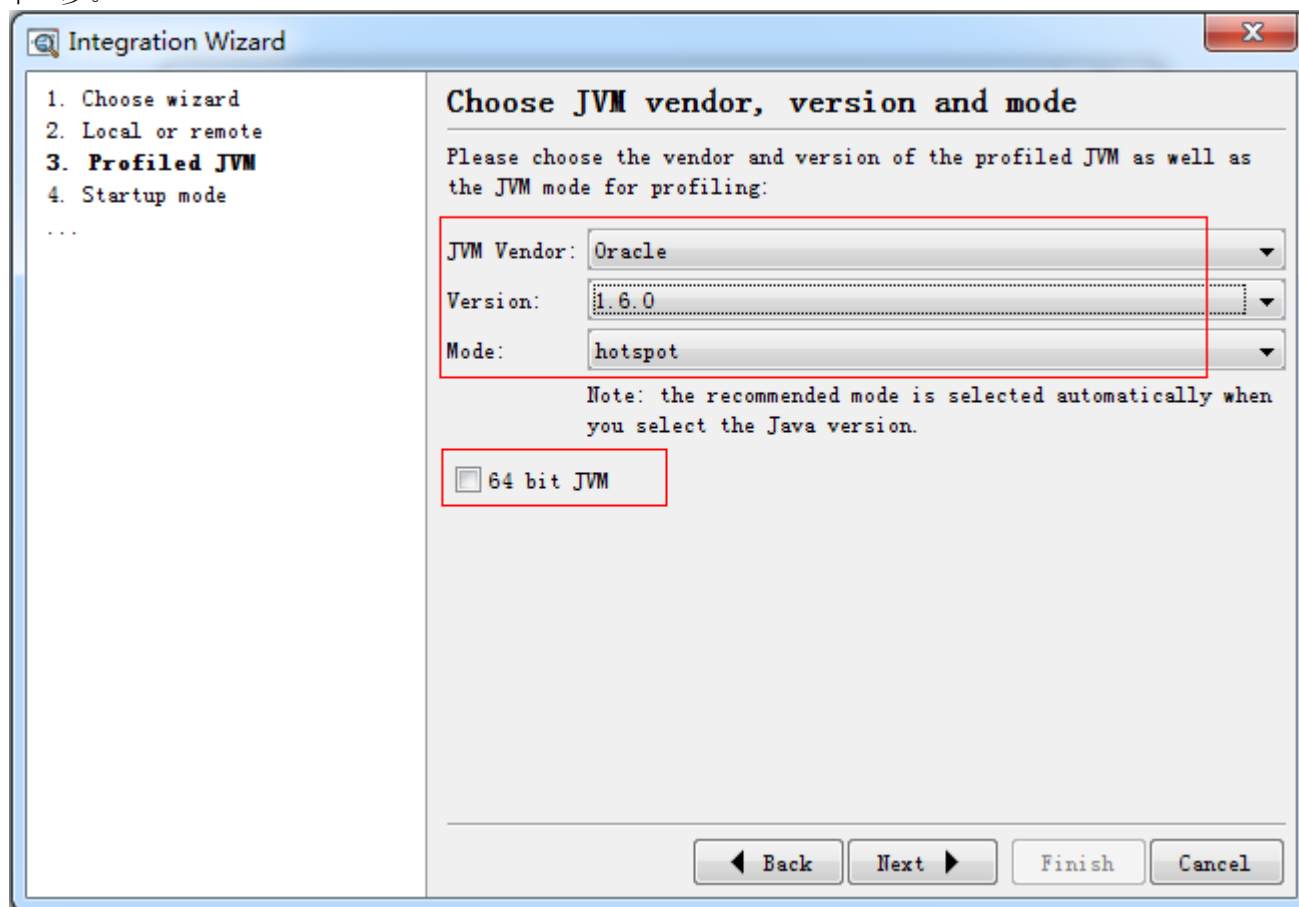 Integration Wizard
1. Choose wizard
2. Local or remote
3. Profiled JVM
4. Startup mode
...
Choose JVM vendor, version and mode
Please choose the vendor and version of the profiled JVM as well as
the JVM mode for profiling:
JVM Vendor: Oracle
Version: 1.6.0
Mode: hotspot
Note: the recommended mode is selected automatically when
you select the Java version.
64 bit JVM
Back Next Finish Cancel